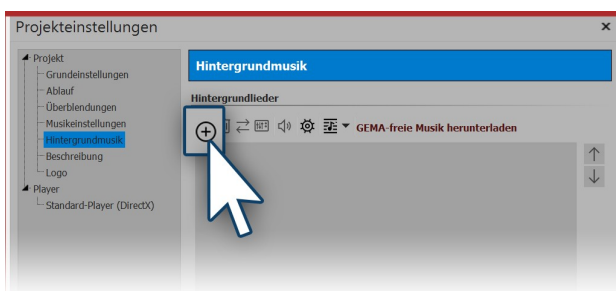 Projekteinstellungen
Projekt
Grundeinstellungen
Ablauf
Überblendungen
Musikeinstellungen
Hintergrundmusik
Beschreibung
Logo
Player
Standard-Player (DirectX)
Hintergrundmusik
Hintergrundlieder
GEMA-freie Musik herunterladen